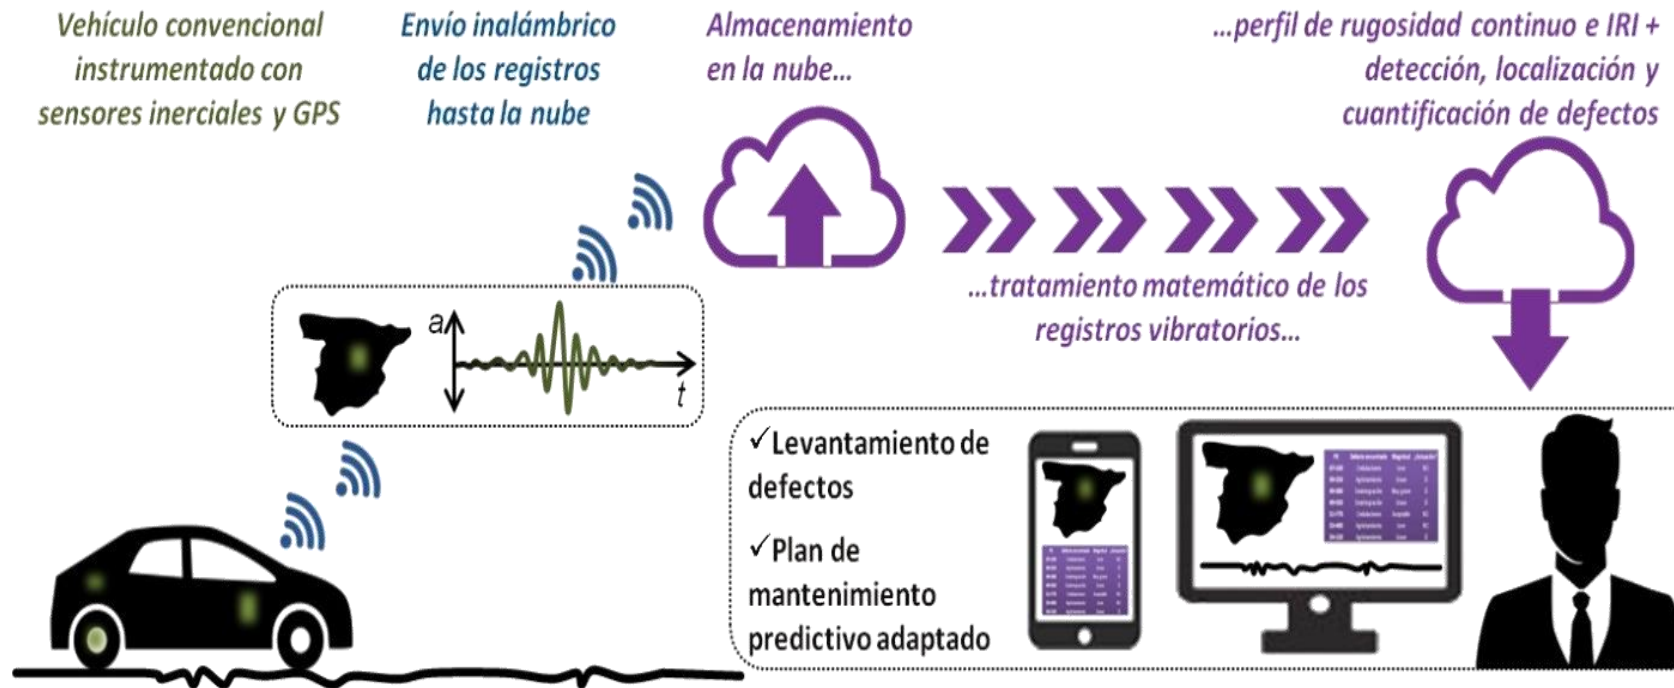 Vehículo convencional
instrumentado con
sensores inerciales y GPS
Envío inalámbrico
de los registros
hasta la nube
Almacenamiento
en la nube...
...perfil de rugosidad continuo e IRI +
detección, localización y
cuantificación de defectos
...tratamiento matemático de los
registros vibratorios...
a
t
✓Levantamiento de
defectos
✓Plan de
mantenimiento
predictivo adaptado